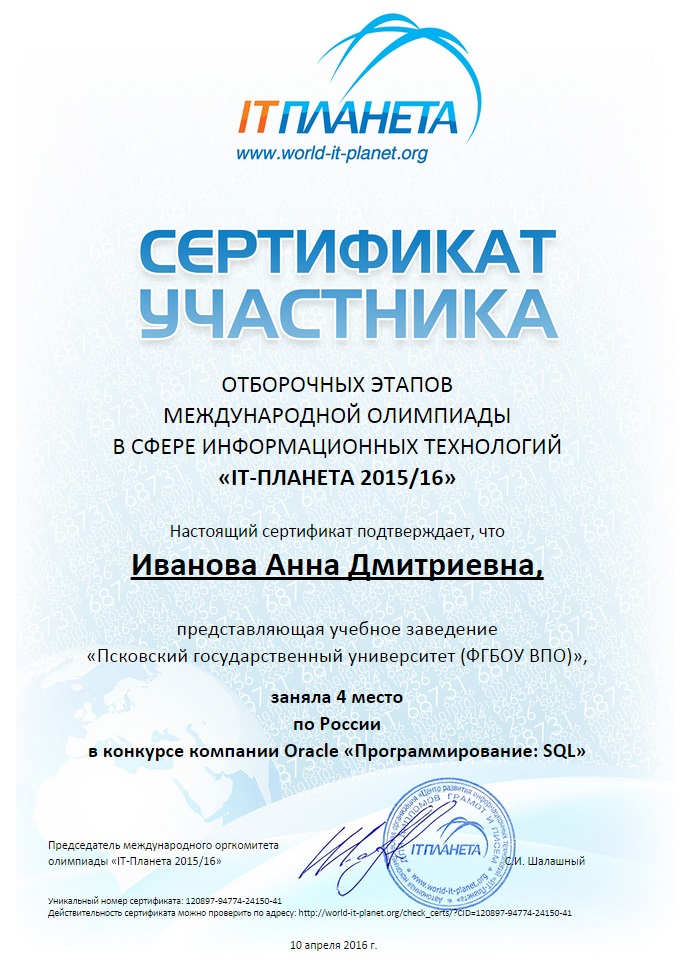 IT ПЛАНЕТА
www.world-it-planet.org
СЕРТИФИКАТ
УЧАСТНИКА
ОТБОРОЧНЫХ ЭТАПОВ
МЕЖДУНАРОДНОЙ ОЛИМПИАДЫ
В СФЕРЕ ИНФОРМАЦИОННЫХ ТЕХНОЛОГИЙ
«IT-ПЛАНЕТА 2015/16»
Настоящий сертификат подтверждает, что
Иванова Анна Дмитриевна,
представляющая учебное заведение
«Псковский государственный университет (ФГБОУ ВПО)»,
заняла 4 место
по России
в конкурсе компании Oracle «Программирование: SQL»
Председатель международного оргкомитета
олимпиады «IT-Планета 2015/16»
ДЛЯ ДИПЛОМОВ ГРАМОТ И ПИСЕМ
IT ПЛАНЕТА
www.world-it-planet.org
С.И. Шалашный
Уникальный номер сертификата: 120897-94774-24150-41
Действительность сертификата можно проверить по адресу: http://world-it-planet.org/check_certs/?CID=120897-94774-24150-41
10 апреля 2016 г.